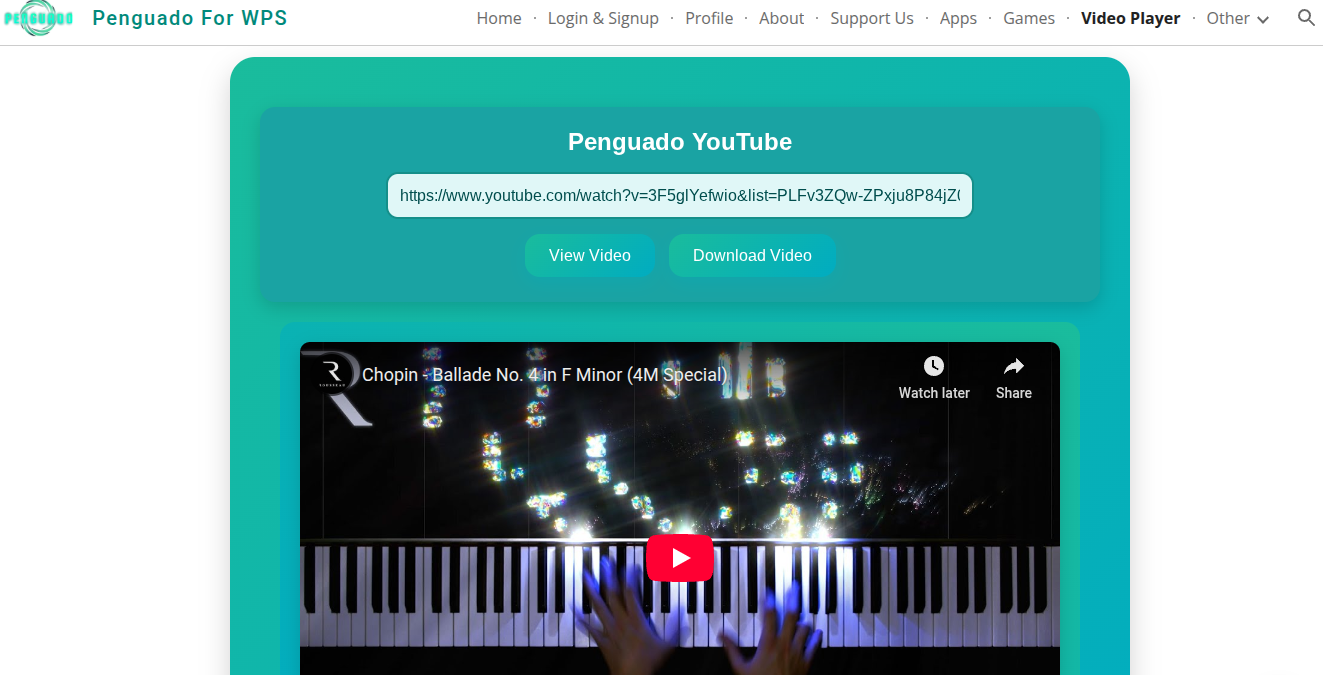 PENGUADO
Penguado For WPS
Home · Login & Signup · Profile · About · Support Us · Apps · Games · Video Player · Other
Penguado YouTube
https://www.youtube.com/watch?v=3F5glYefwio&list=PLFv3ZQw-ZPxju8P84jZ
View Video
Download Video
R
ROUSSEAU
Chopin - Ballade No. 4 in F Minor (4M Special)
Watch later
Share